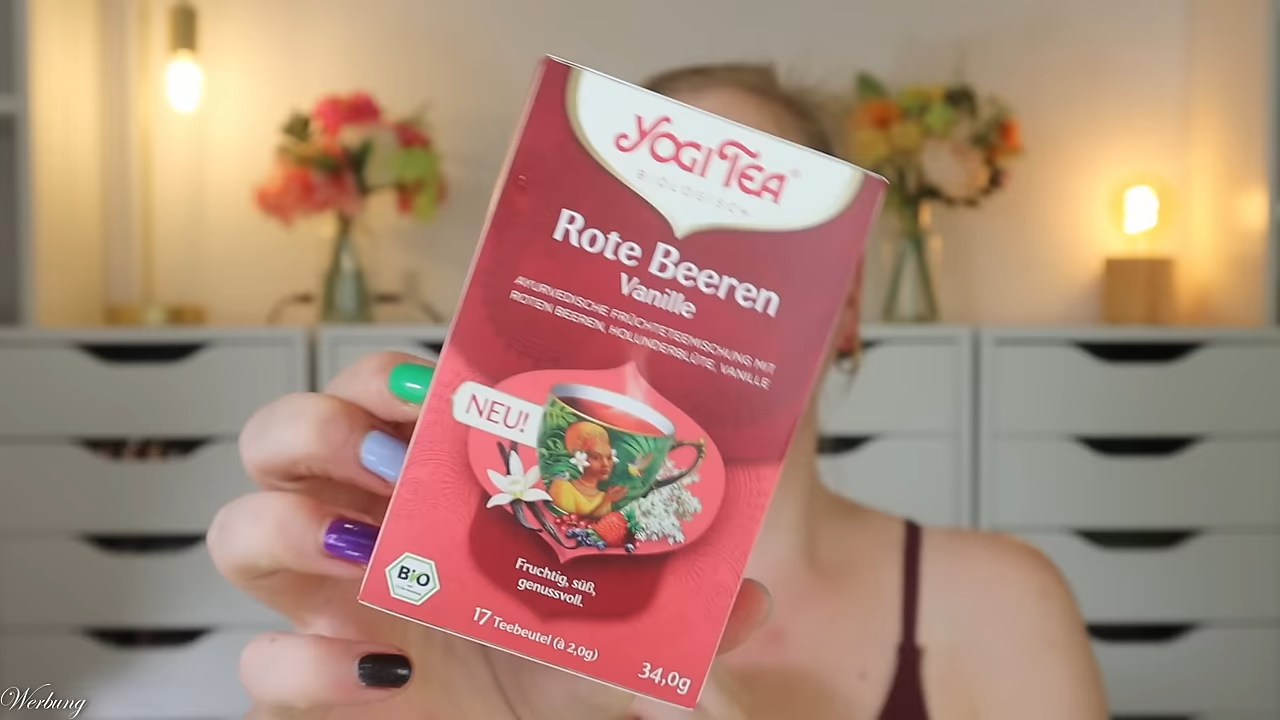 YOGI TEA®
BIOLOGISCH
Rote Beeren
Vanille
AYURVEDISCHE FRÜCHTETEEMISCHUNG MIT
ROTEN BEEREN, HOLUNDERBLÜTE, VANILLE
NEU!
BIO
Fruchtig, süß,
genussvoll.
17 Teebeutel (à 2,0g)
34,0g
Werbung